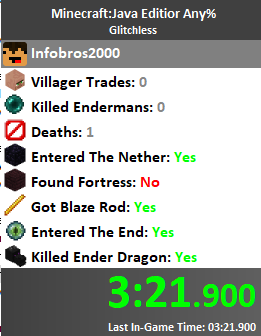 Minecraft:Java Editior Any%
Glitchless
Infobros2000
Villager Trades: 0
Killed Endermans: 0
Deaths: 1
Entered The Nether: Yes
Found Fortress: No
Got Blaze Rod: Yes
Entered The End: Yes
Killed Ender Dragon: Yes
3:21.900
Last In-Game Time: 03:21.900